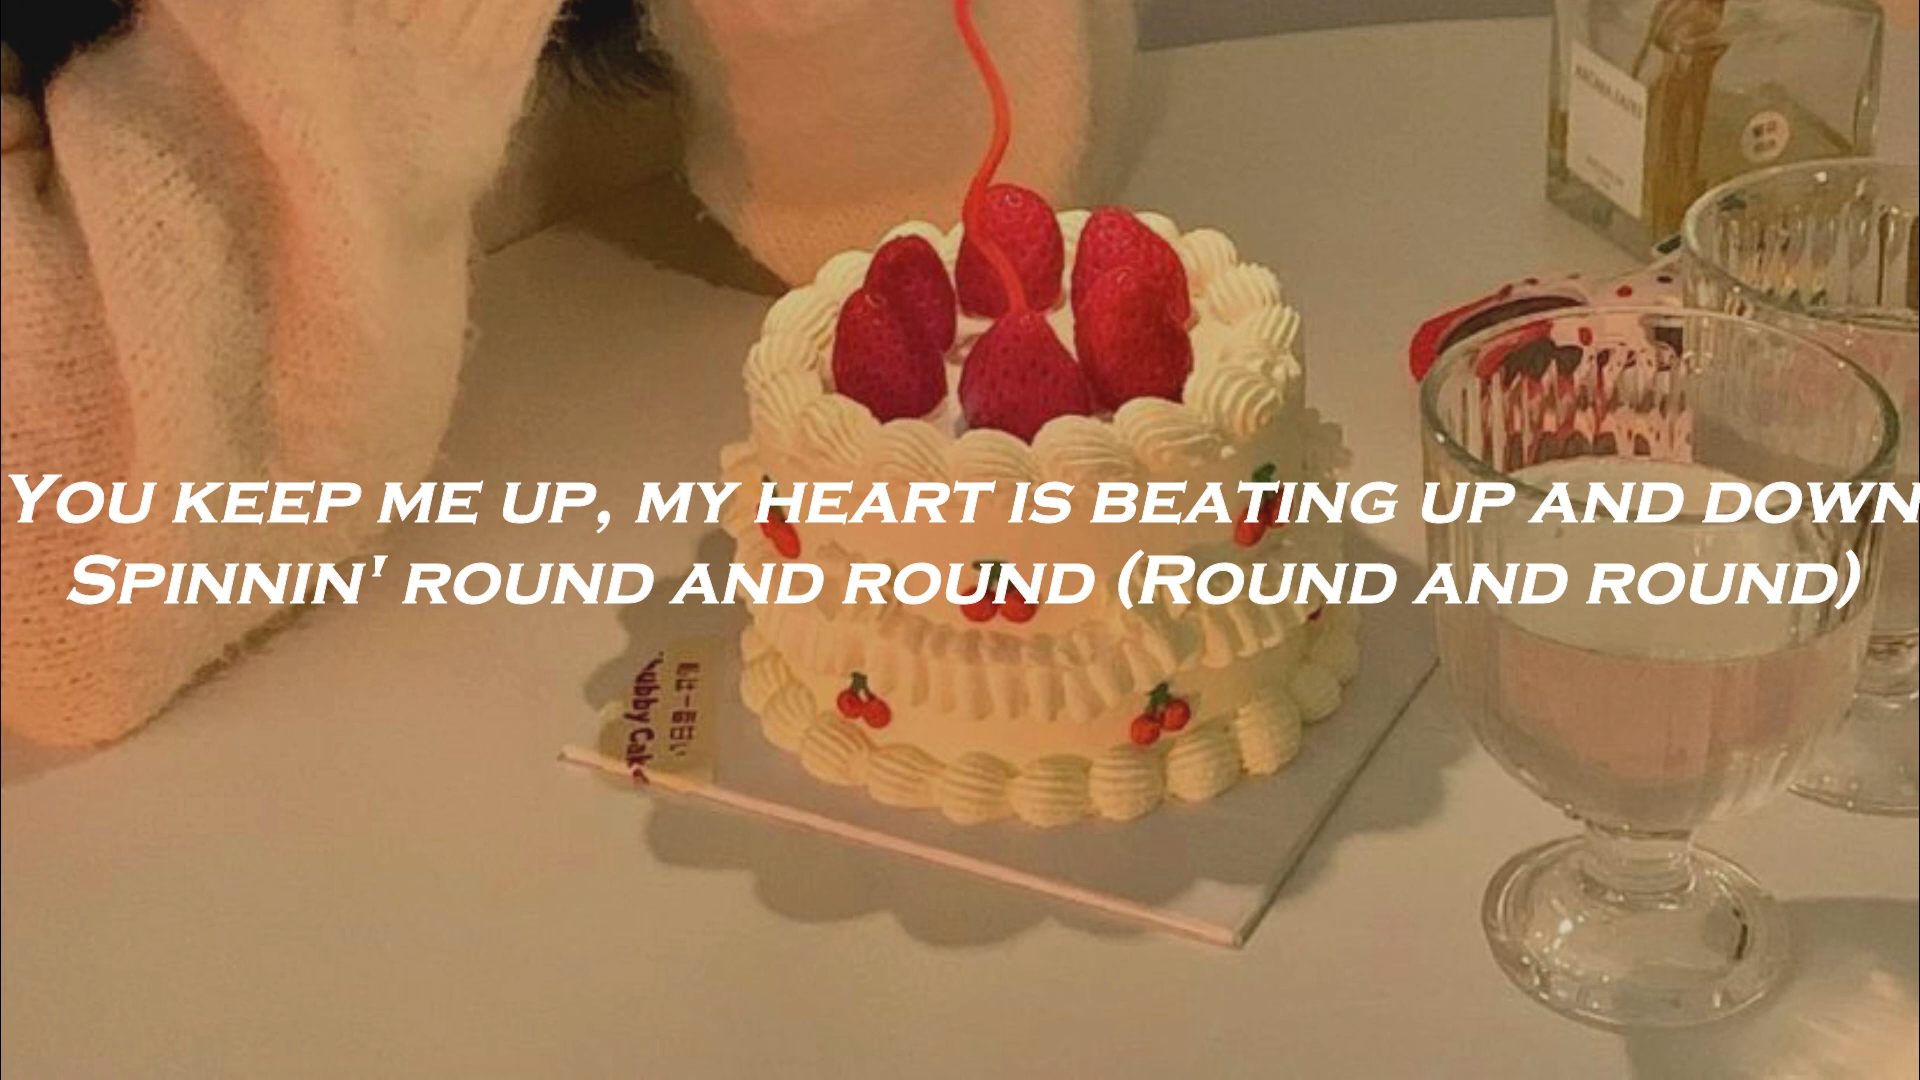 You keep me up, my heart is beating up and down
Spinnin' round and round (Round and round)